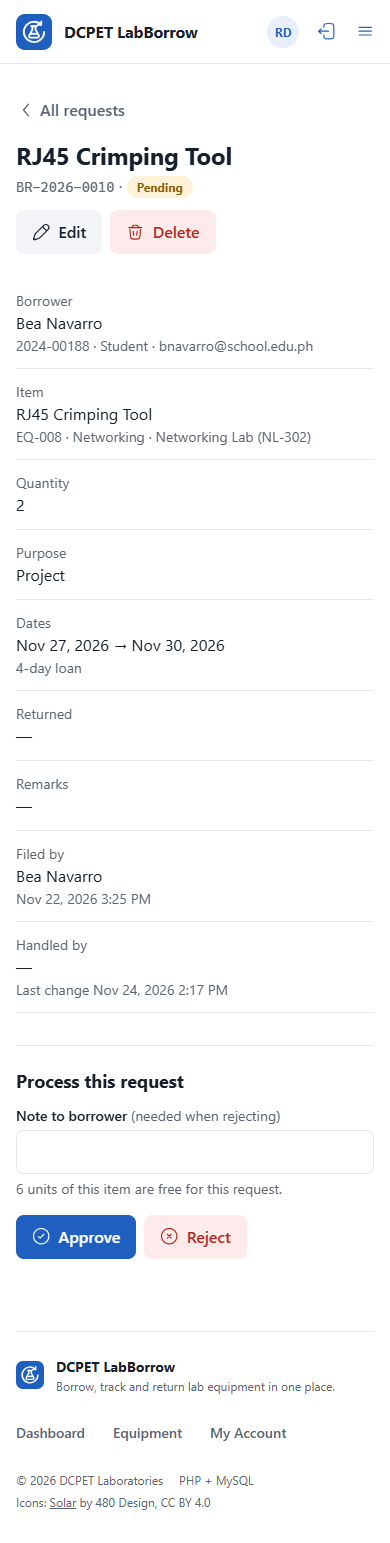 DCPET LabBorrow
RD
All requests
RJ45 Crimping Tool
BR-2026-0010 · Pending
Edit
Delete
Borrower
Bea Navarro
2024-00188 · Student · bnavarro@school.edu.ph
Item
RJ45 Crimping Tool
EQ-008 · Networking · Networking Lab (NL-302)
Quantity
2
Purpose
Project
Dates
Nov 27, 2026 → Nov 30, 2026
4-day loan
Returned
—
Remarks
—
Filed by
Bea Navarro
Nov 22, 2026 3:25 PM
Handled by
—
Last change Nov 24, 2026 2:17 PM
Process this request
Note to borrower (needed when rejecting)
6 units of this item are free for this request.
Approve
Reject
DCPET LabBorrow
Borrow, track and return lab equipment in one place.
Dashboard
Equipment
My Account
© 2026 DCPET Laboratories
PHP + MySQL
Icons: Solar by 480 Design, CC BY 4.0